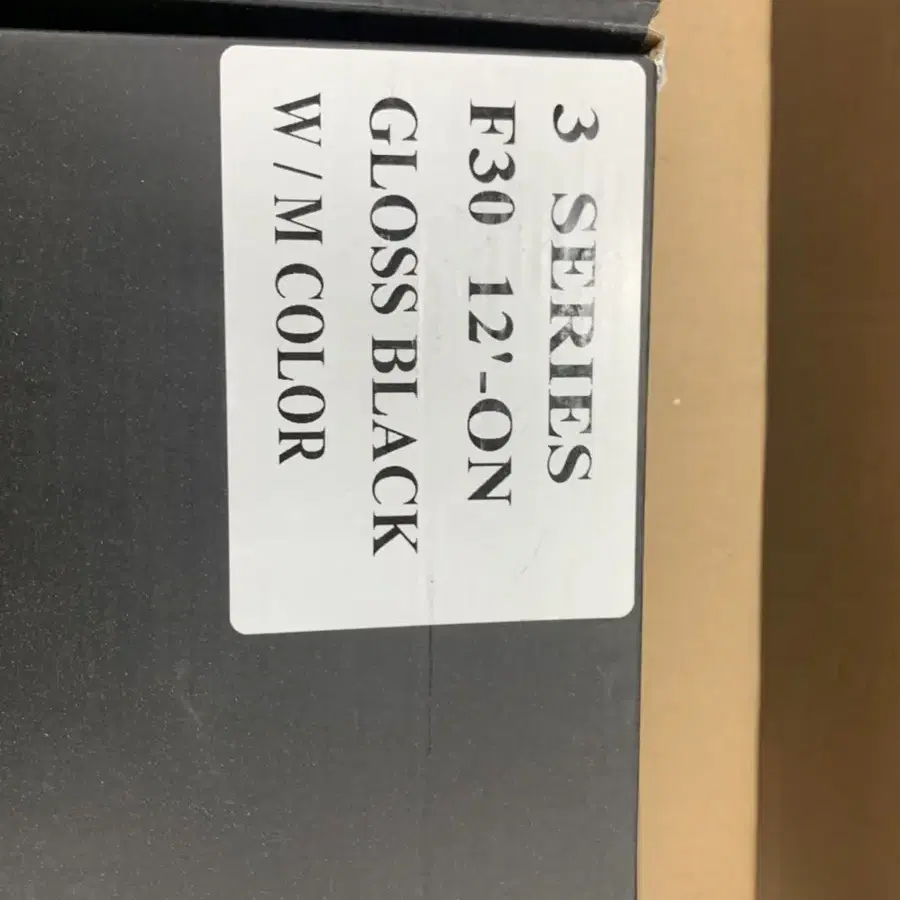 3 SERIES
F30 12'-ON
GLOSS BLACK
W/M COLOR